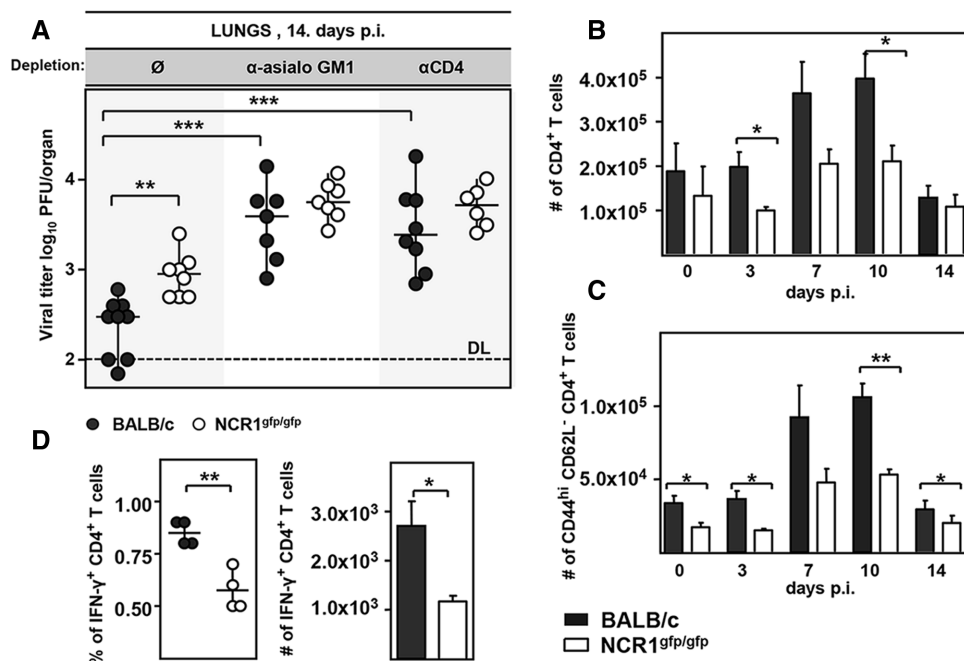 A
LUNGS , 14. days p.i.
Depletion: Ø α-asialo GM1 αCD4
***
***
**
Viral titer log10 PFU/organ
4
3
2
DL
BALB/c NCR1gfp/gfp
B
# of CD4+ T cells
4.0x10^5
3.0x10^5
2.0x10^5
1.0x10^5
*
*
0 3 7 10 14
days p.i.
C
# of CD44hi CD62L- CD4+ T cells
1.0x10^5
5.0x10^4
*
*
**
*
0 3 7 10 14
days p.i.
BALB/c
NCR1gfp/gfp
D
% of IFN-γ+ CD4+ T cells
1.00
0.75
0.50
**
# of IFN-γ+ CD4+ T cells
3.0x10^3
2.0x10^3
1.0x10^3
*